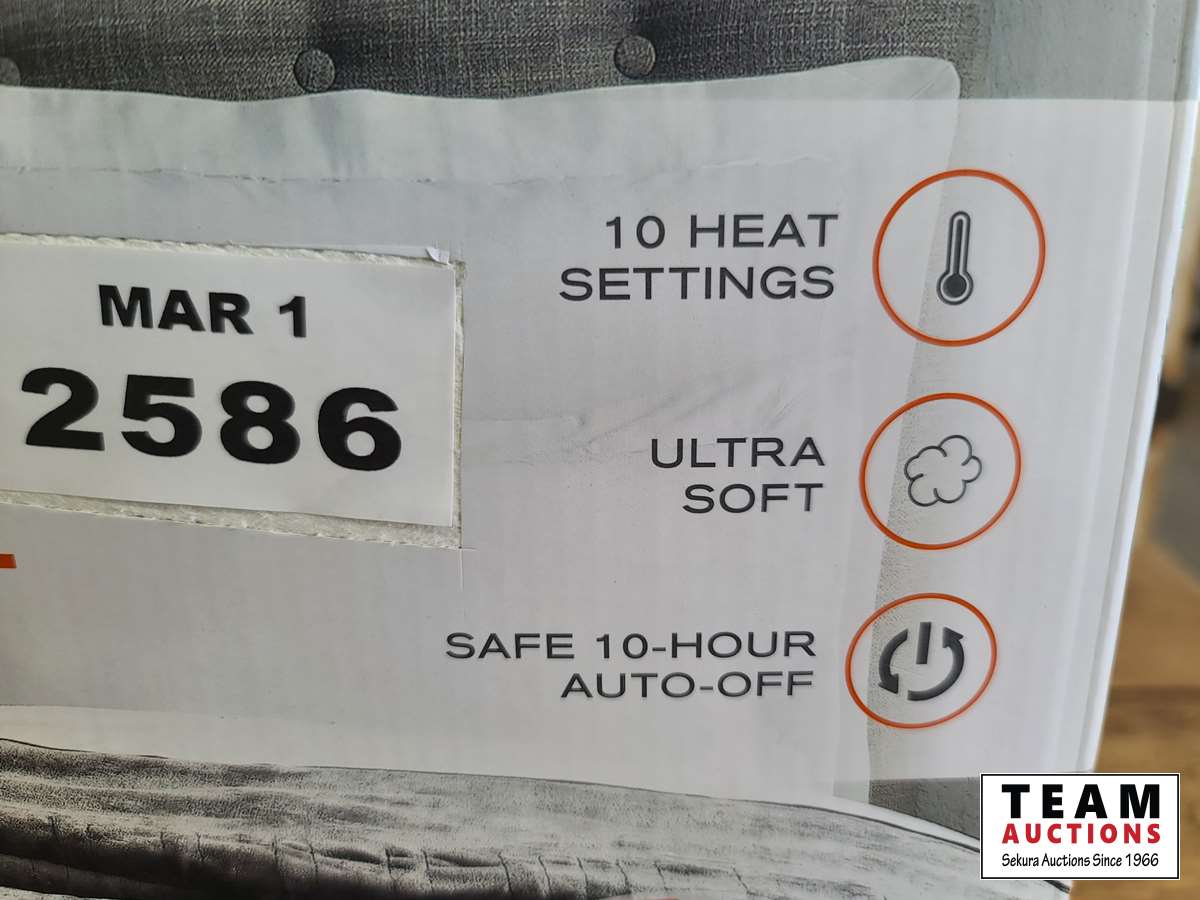 MAR 1
2586
10 HEAT
SETTINGS
ULTRA
SOFT
SAFE 10-HOUR
AUTO-OFF
TEAM
AUCTIONS
Sekura Auctions Since 1966